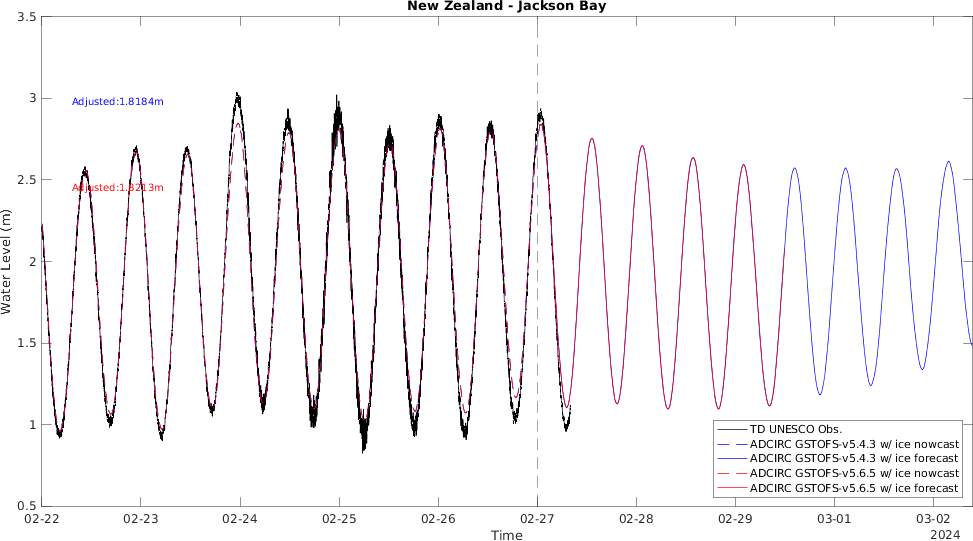 New Zealand - Jackson Bay
3.5
3
2.5
2
1.5
1
0.5
Water Level (m)
Adjusted:1.8184m
Adjusted:1.8213m
TD UNESCO Obs.
ADCIRC GSTOFS-v5.4.3 w/ ice nowcast
ADCIRC GSTOFS-v5.4.3 w/ ice forecast
ADCIRC GSTOFS-v5.6.5 w/ ice nowcast
ADCIRC GSTOFS-v5.6.5 w/ ice forecast
02-22 02-23 02-24 02-25 02-26 02-27 02-28 02-29 03-01 03-02
Time
2024